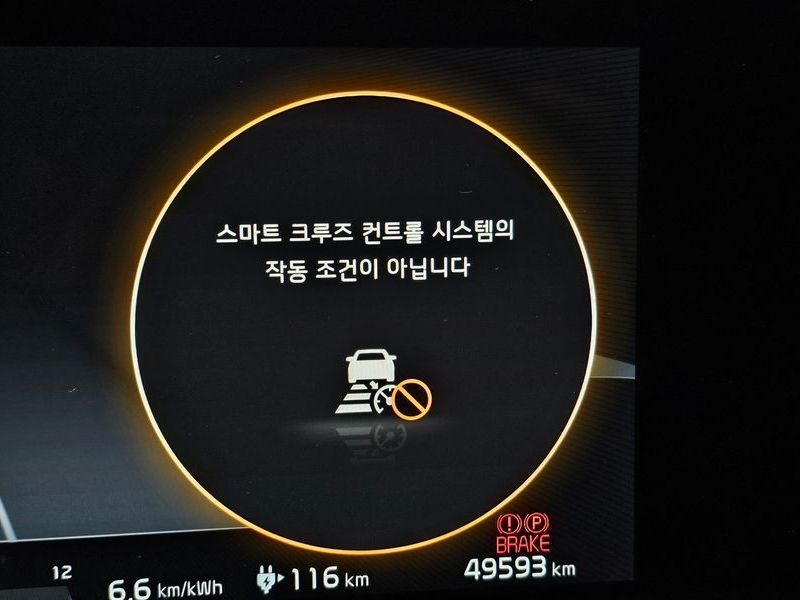 스마트 크루즈 컨트롤 시스템의
작동 조건이 아닙니다
(!) (P)
BRAKE
12
6.6 km/kWh
116 km
49593 km